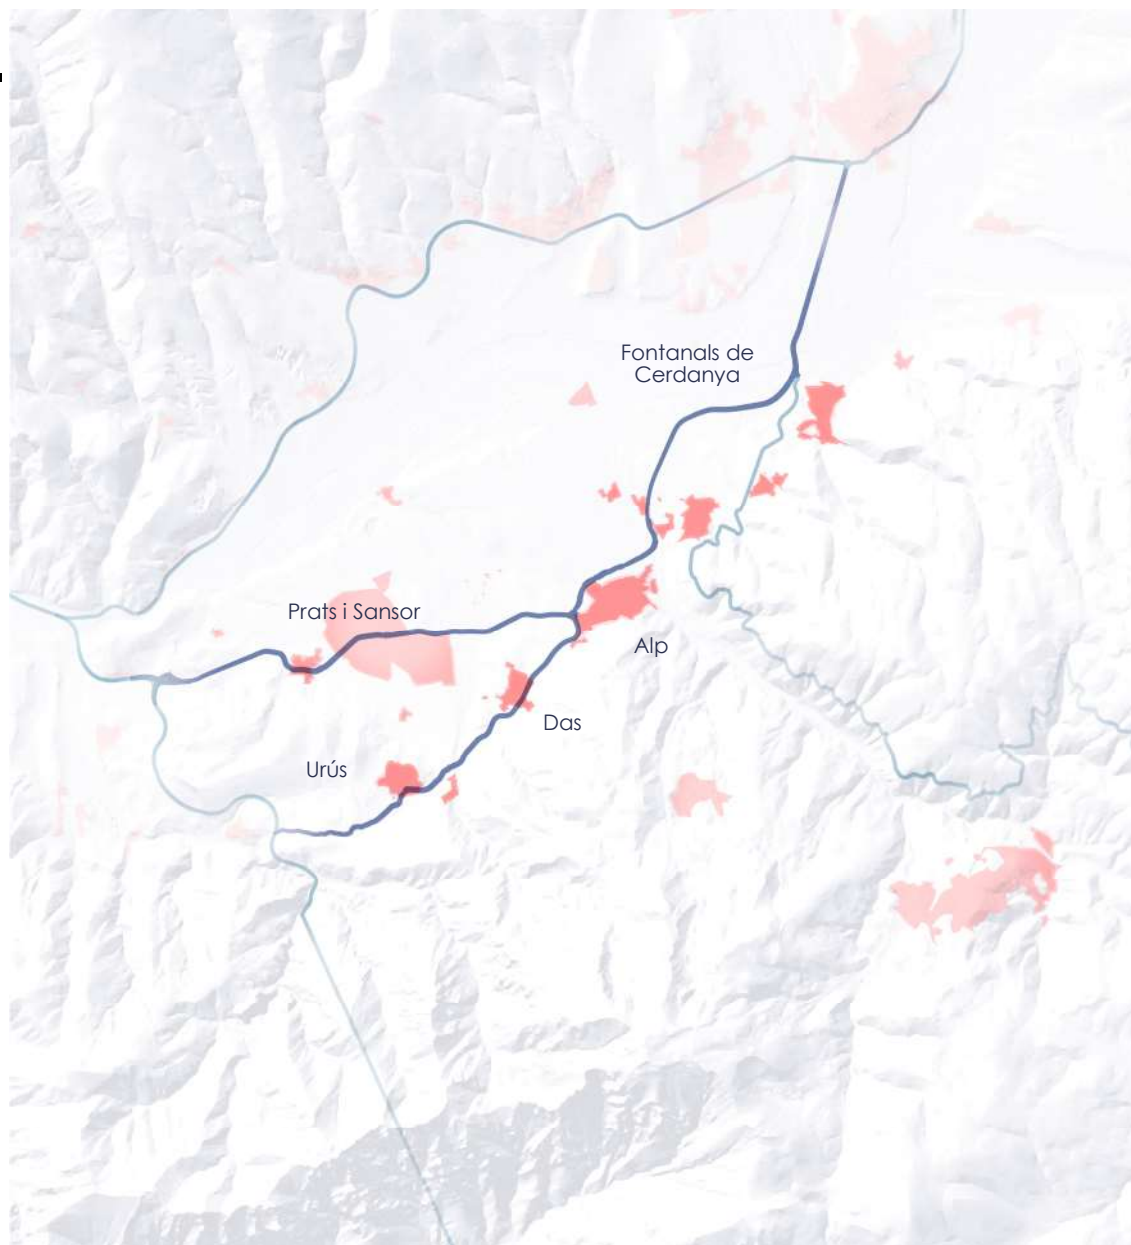 Fontanals de
Cerdanya
Prats i Sansor
Alp
Das
Urús